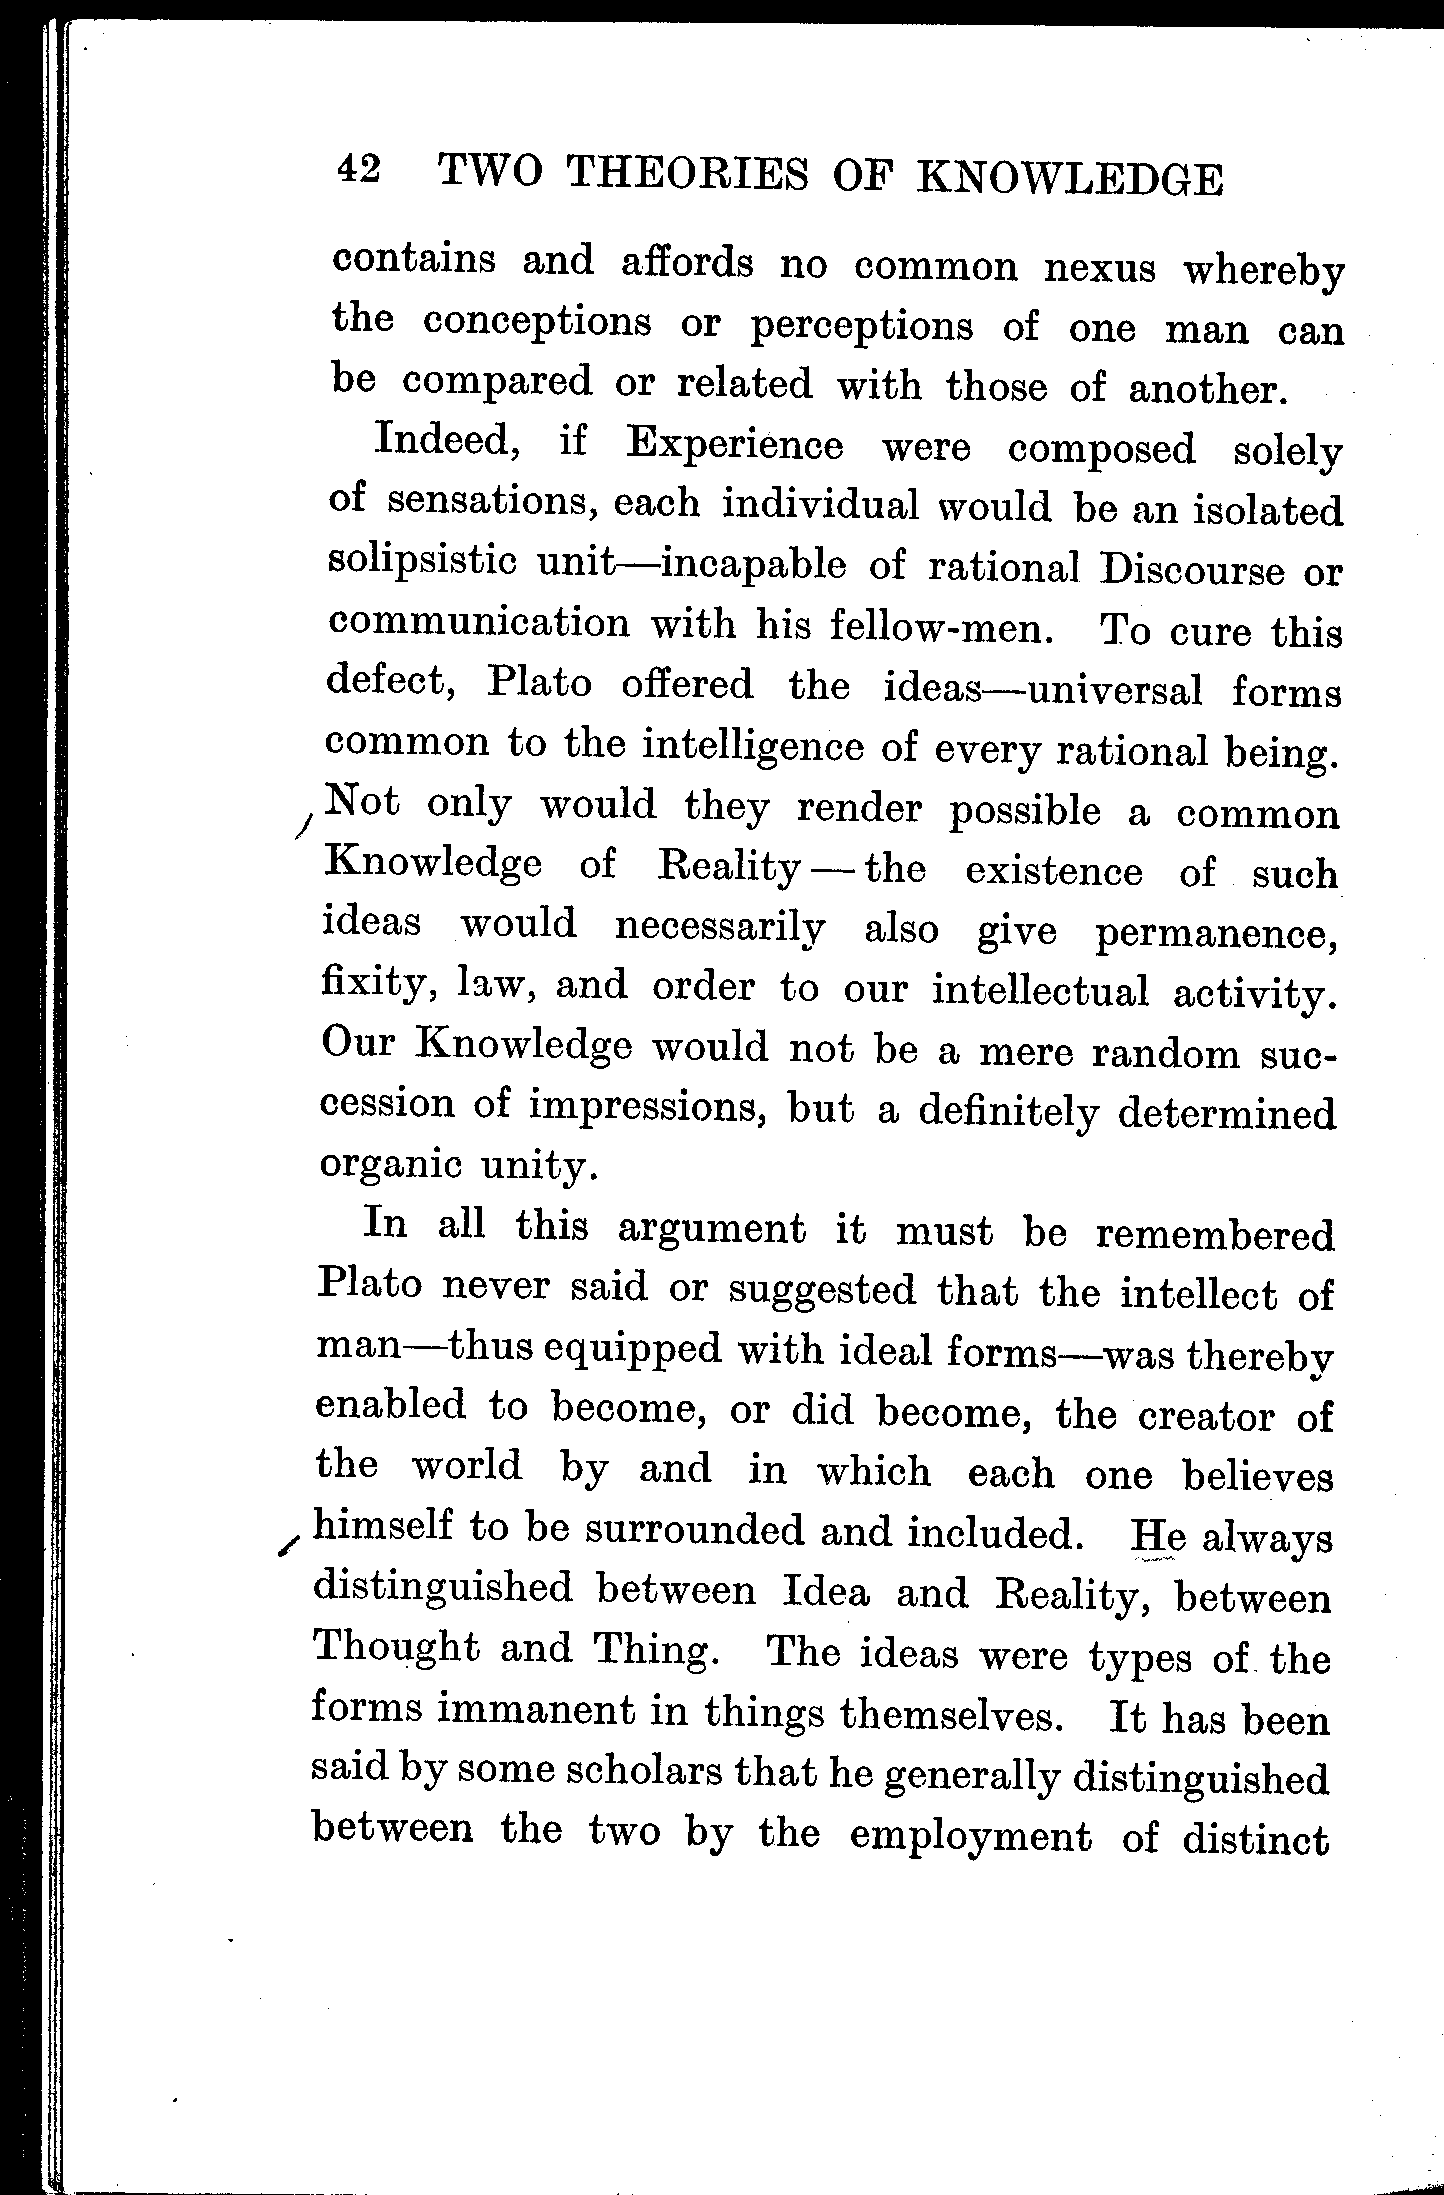 42 TWO THEORIES OF KNOWLEDGE
contains and affords no common nexus whereby
the conceptions or perceptions of one man can
be compared or related with those of another.
Indeed, if Experience were composed solely
of sensations, each individual would be an isolated
solipsistic unit—incapable of rational Discourse or
communication with his fellow-men. To cure this
defect, Plato offered the ideas—universal forms
common to the intelligence of every rational being.
Not only would they render possible a common
Knowledge of Reality — the existence of such
ideas would necessarily also give permanence,
fixity, law, and order to our intellectual activity.
Our Knowledge would not be a mere random suc-
cession of impressions, but a definitely determined
organic unity.
In all this argument it must be remembered
Plato never said or suggested that the intellect of
man—thus equipped with ideal forms—was thereby
enabled to become, or did become, the creator of
the world by and in which each one believes
himself to be surrounded and included. He always
distinguished between Idea and Reality, between
Thought and Thing. The ideas were types of the
forms immanent in things themselves. It has been
said by some scholars that he generally distinguished
between the two by the employment of distinct